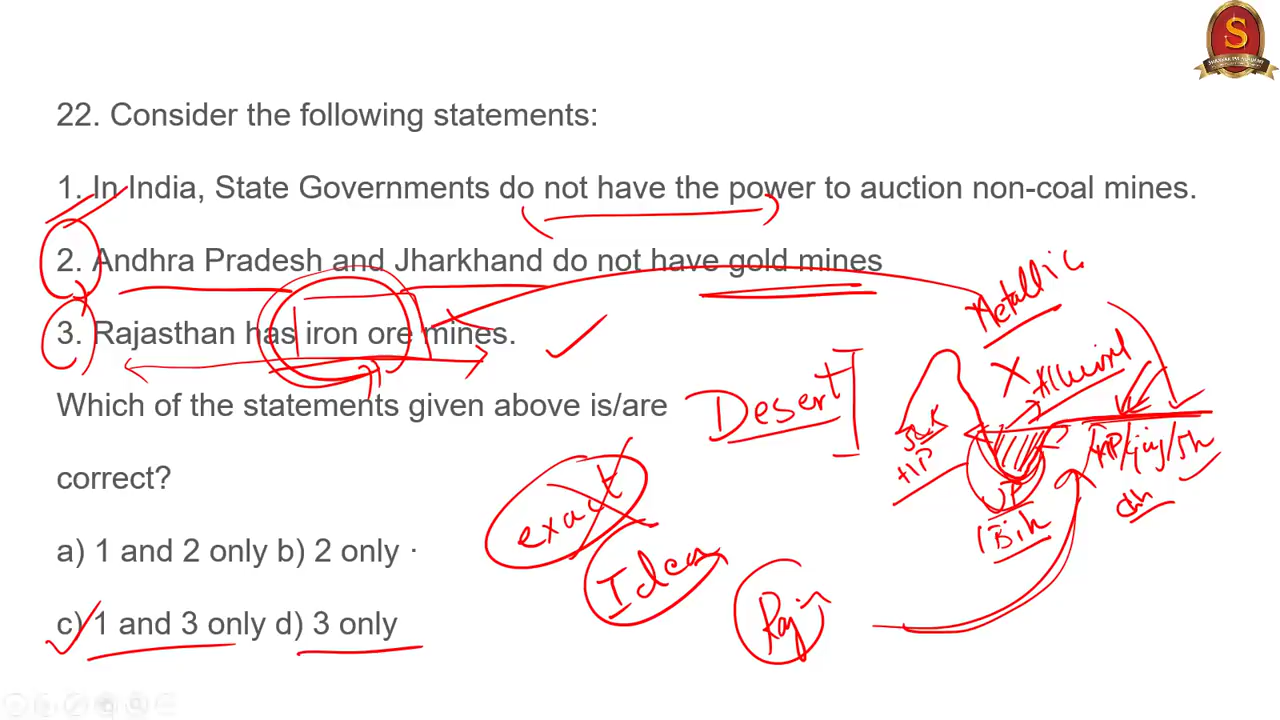 22. Consider the following statements:
1. In India, State Governments do not have the power to auction non-coal mines.
2. Andhra Pradesh and Jharkhand do not have gold mines
3. Rajasthan has iron ore mines.
Which of the statements given above is/are
correct?
a) 1 and 2 only b) 2 only
c) 1 and 3 only d) 3 only
Metallic
Alluvial
Desert
J&K
HP
UP
Bih
exact
Idea
Raj
S